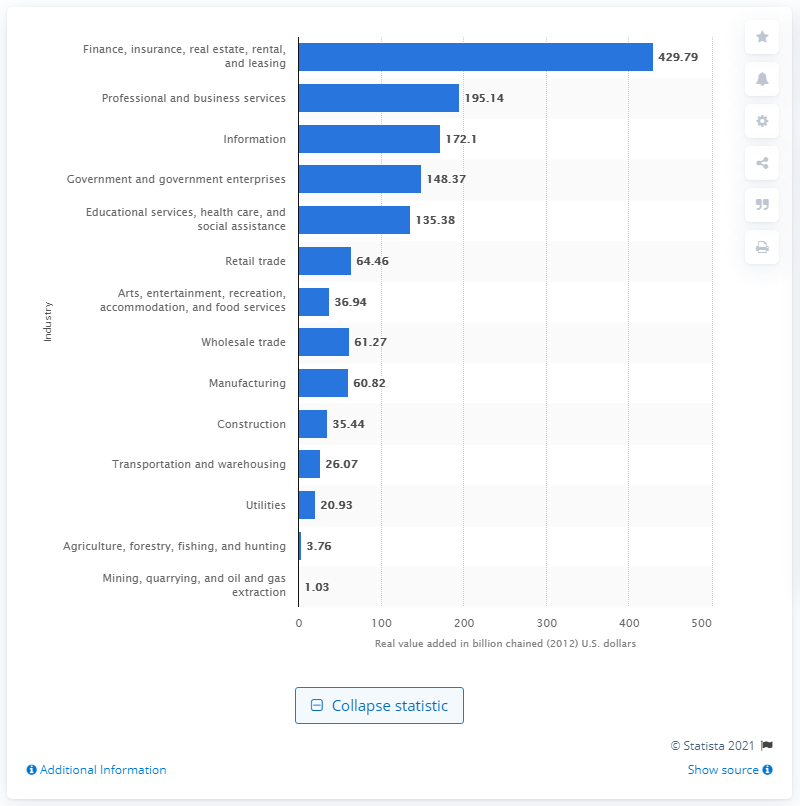 Finance, insurance, real estate, rental,
and leasing
429.79
Professional and business services
195.14
Information
172.1
Government and government enterprises
148.37
Educational services, health care, and
social assistance
135.38
Retail trade
64.46
Arts, entertainment, recreation,
accommodation, and food services
36.94
Wholesale trade
61.27
Manufacturing
60.82
Construction
35.44
Transportation and warehousing
26.07
Utilities
20.93
Agriculture, forestry, fishing, and hunting
3.76
Mining, quarrying, and oil and gas
extraction
1.03
Industry
0 100 200 300 400 500
Real value added in billion chained (2012) U.S. dollars
Collapse statistic
© Statista 2021
Additional Information
Show source